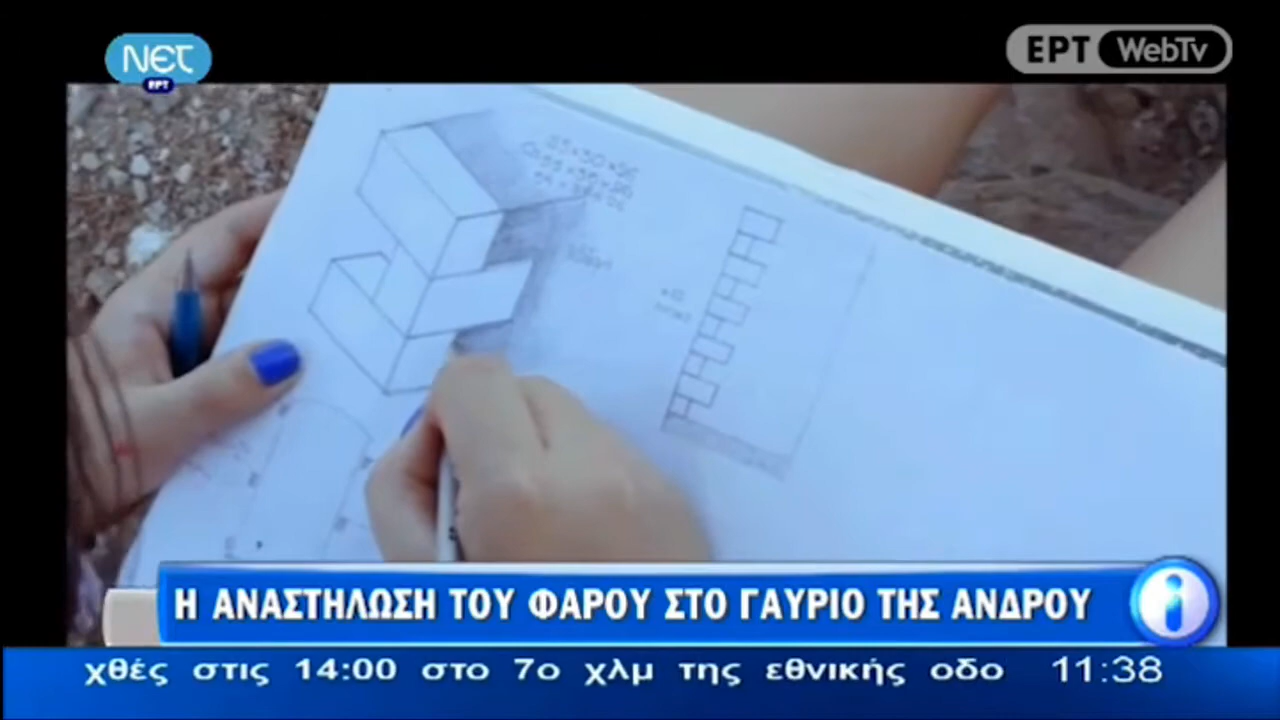 ΝΕΤ
ΕΡΤ
ΕΡΤ WebTv
Η ΑΝΑΣΤΗΛΩΣΗ ΤΟΥ ΦΑΡΟΥ ΣΤΟ ΓΑΥΡΙΟ ΤΗΣ ΑΝΔΡΟΥ
χθές στις 14:00 στο 7ο χλμ της εθνικής οδο 11:38